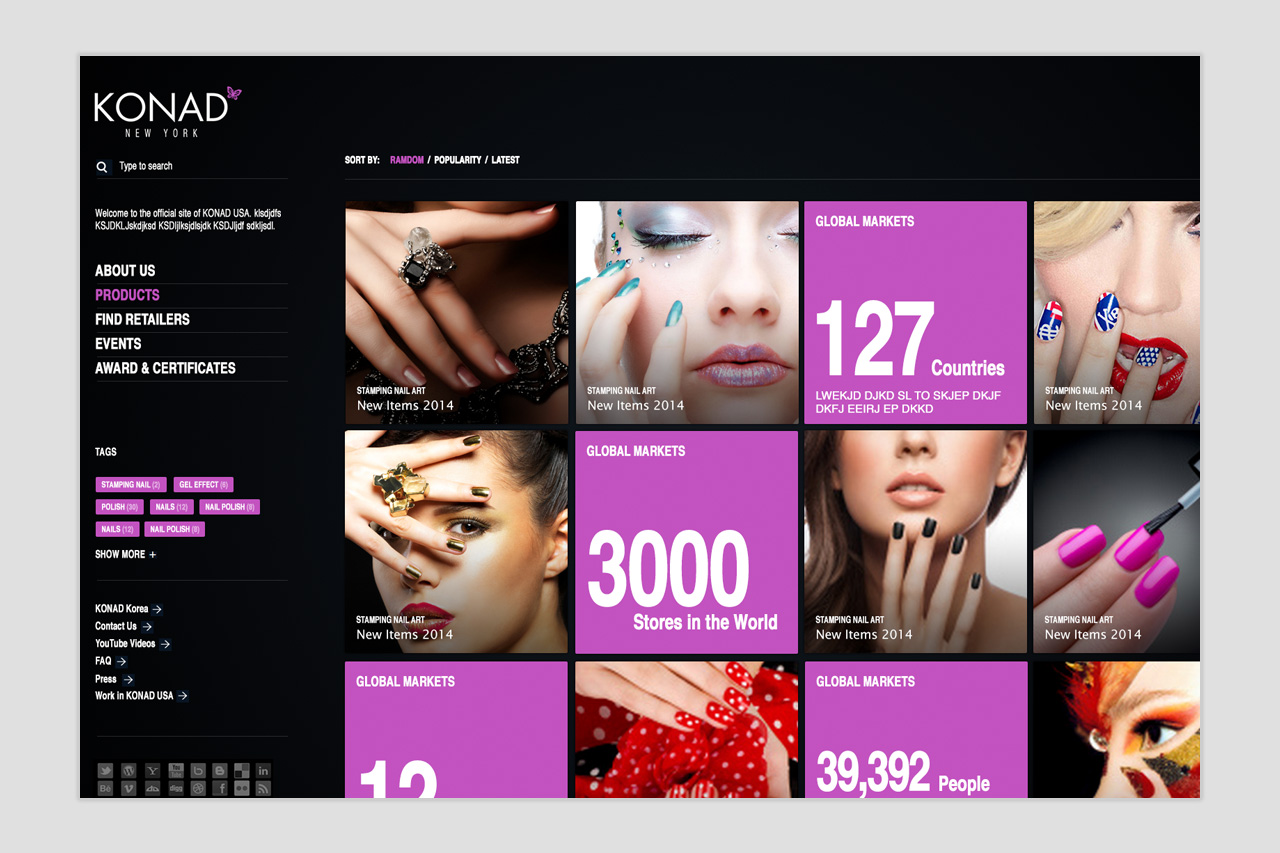 KONAD
NEW YORK
Type to search
Welcome to the official site of KONAD USA. klsdjdfs
ABOUT US
PRODUCTS
FIND RETAILERS
EVENTS
AWARD & CERTIFICATES
TAGS
STAMPING NAIL (2) GEL EFFECT (6)
POLISH (30) NAILS (12) NAIL POLISH (8)
NAILS (12) NAIL POLISH (8)
SHOW MORE +
KONAD Korea
Contact Us
YouTube Videos
FAQ
Press
Work in KONAD USA
SORT BY: RAMDOM / POPULARITY / LATEST
STAMPING NAIL ART
New Items 2014
STAMPING NAIL ART
New Items 2014
GLOBAL MARKETS
127 Countries
LWEKJD DJKD SL TO SKJEP DKJF
DKFJ EEIRJ EP DKKD
STAMPING NAIL ART
New Items 2014
STAMPING NAIL ART
New Items 2014
GLOBAL MARKETS
3000
Stores in the World
STAMPING NAIL ART
New Items 2014
STAMPING NAIL ART
New Items 2014
GLOBAL MARKETS
12
GLOBAL MARKETS
39,392 People